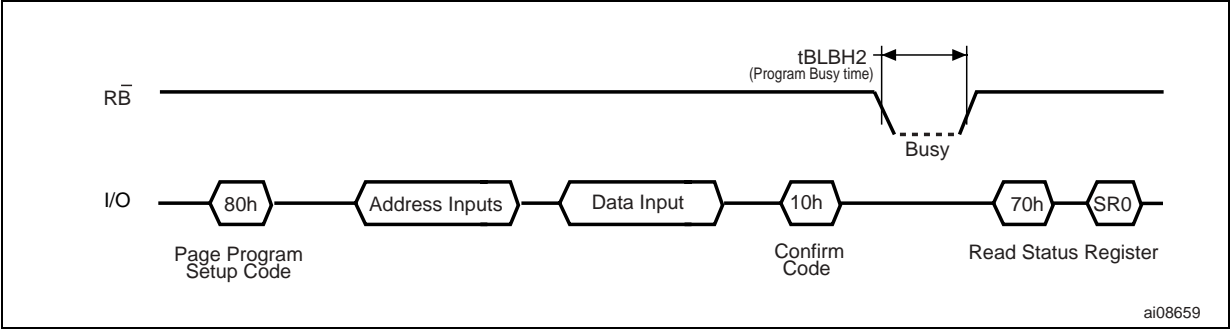 tBLBH2
(Program Busy time)
RB̅
Busy
I/O
80h
Address Inputs
Data Input
10h
70h
SR0
Page Program
Setup Code
Confirm
Code
Read Status Register
ai08659